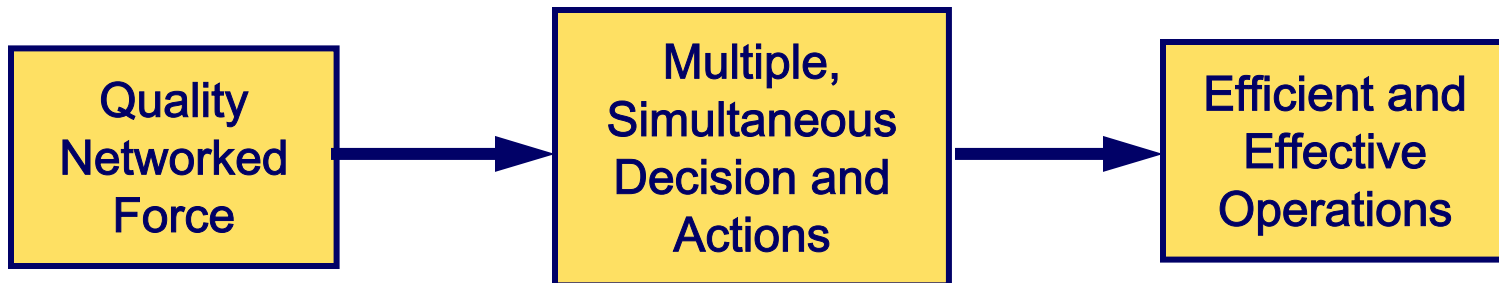 Quality
Networked
Force
Multiple,
Simultaneous
Decision and
Actions
Efficient and
Effective
Operations